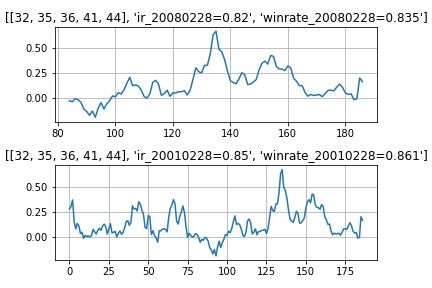 [[32, 35, 36, 41, 44], 'ir_20080228=0.82', 'winrate_20080228=0.835']
0.50
0.25
0.00
80 100 120 140 160 180
[[32, 35, 36, 41, 44], 'ir_20010228=0.85', 'winrate_20010228=0.861']
0.50
0.25
0.00
0 25 50 75 100 125 150 175